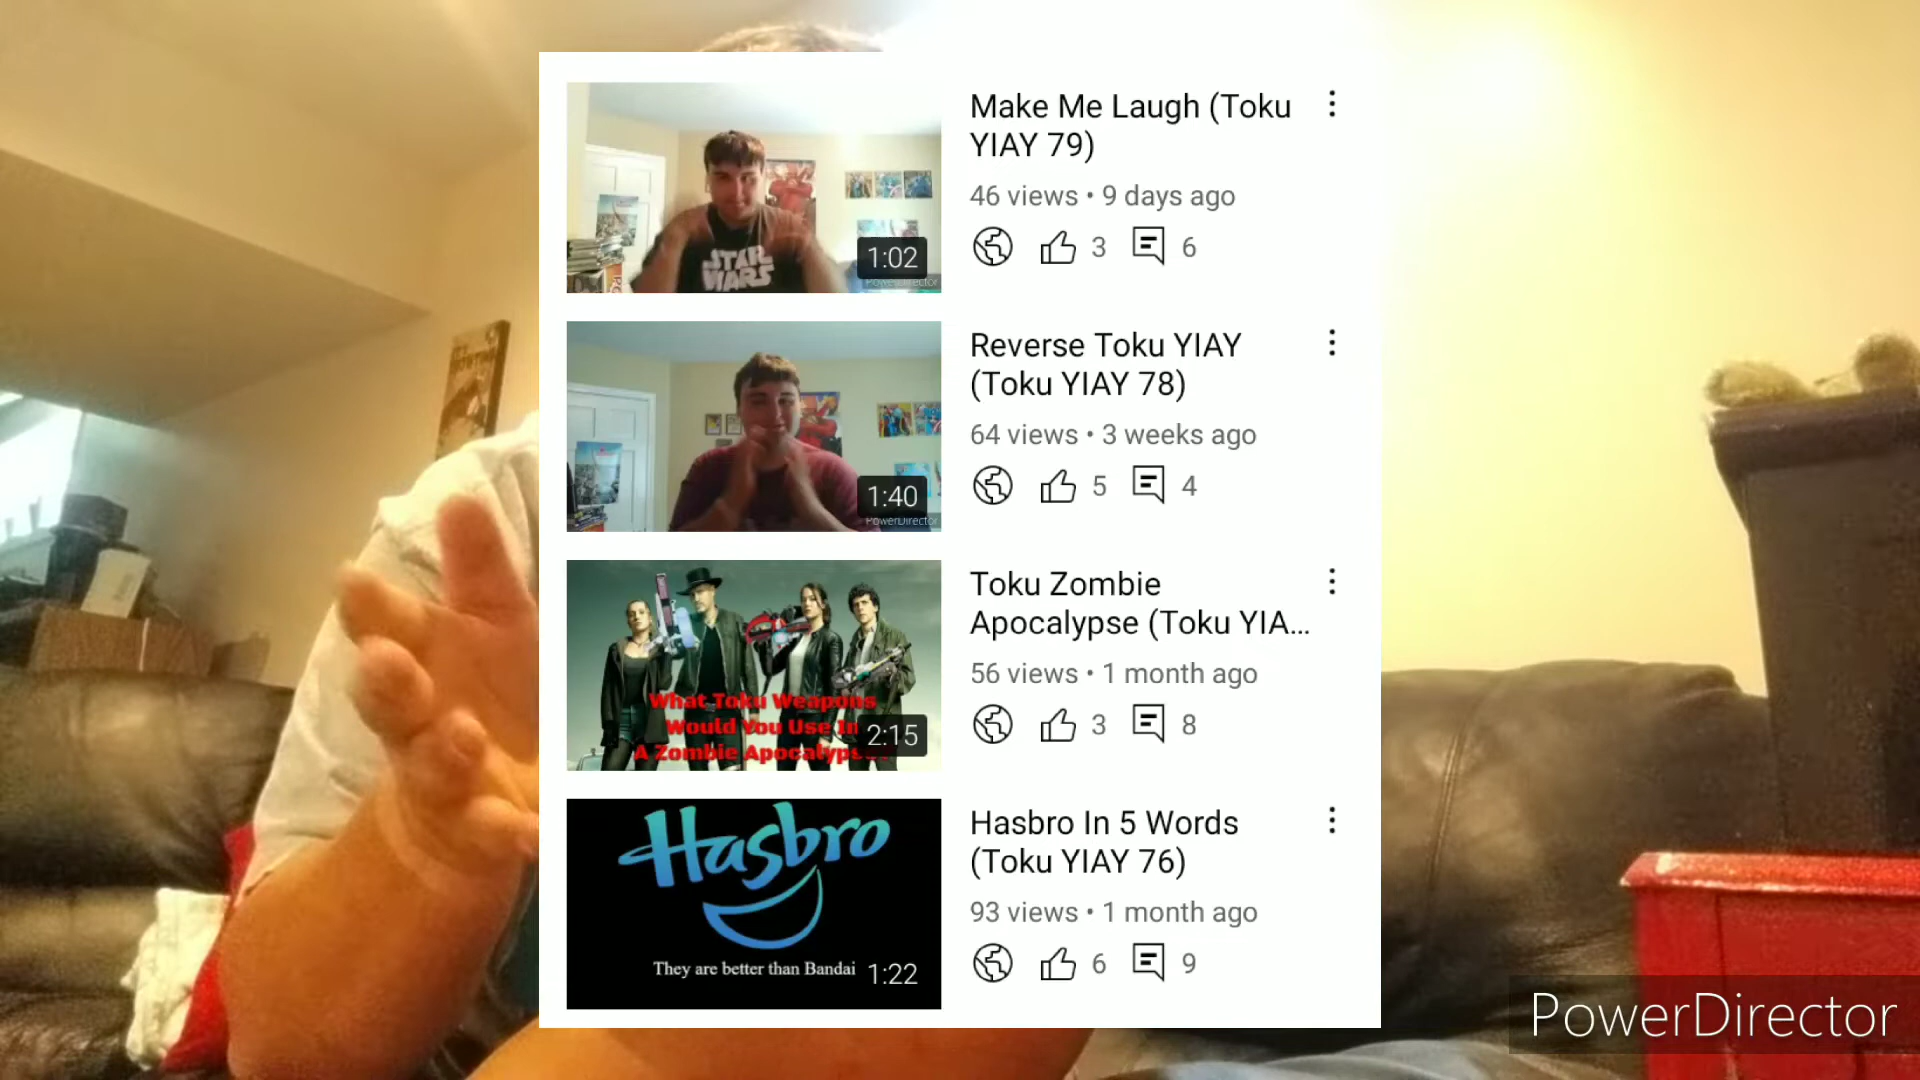 Make Me Laugh (Toku
YIAY 79)
46 views • 9 days ago
3
6
STAR
WARS
1:02
PowerDirector
Reverse Toku YIAY
(Toku YIAY 78)
64 views • 3 weeks ago
5
4
1:40
PowerDirector
Toku Zombie
Apocalypse (Toku YIA...
56 views • 1 month ago
3
8
What Toku Weapons
Would You Use In
A Zombie Apocalypse
2:15
Hasbro In 5 Words
(Toku YIAY 76)
93 views • 1 month ago
6
9
Hasbro
They are better than Bandai
1:22
PowerDirector